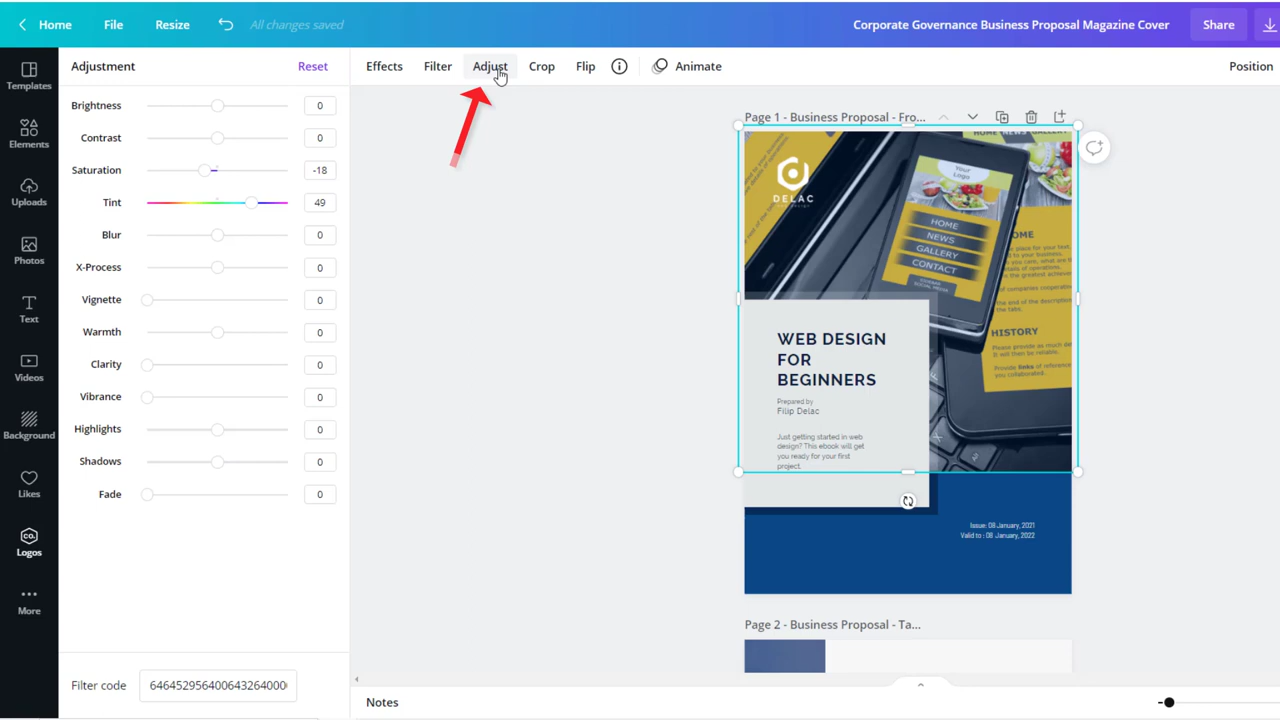 Home File Resize All changes saved Corporate Governance Business Proposal Magazine Cover Share
Templates
Elements
Uploads
Photos
Text
Videos
Background
Likes
CO.
Logos
More
Adjustment Reset
Brightness 0
Contrast 0
Saturation -18
Tint 49
Blur 0
X-Process 0
Vignette 0
Warmth 0
Clarity 0
Vibrance 0
Highlights 0
Shadows 0
Fade 0
Filter code 646452956400643264000
Effects Filter Adjust Crop Flip Animate Position
Page 1 - Business Proposal - Fro...
HOME NEWS GALLERY
DELAC
Your
Logo
HOME
NEWS
GALLERY
CONTACT
OME
HISTORY
WEB DESIGN
FOR
BEGINNERS
Prepared by
Filip Delac
Just getting started in web
design? This ebook will get
you ready for your first
project.
Issue: 08 January, 2021
Valid to : 08 January, 2022
Page 2 - Business Proposal - Ta...
Notes